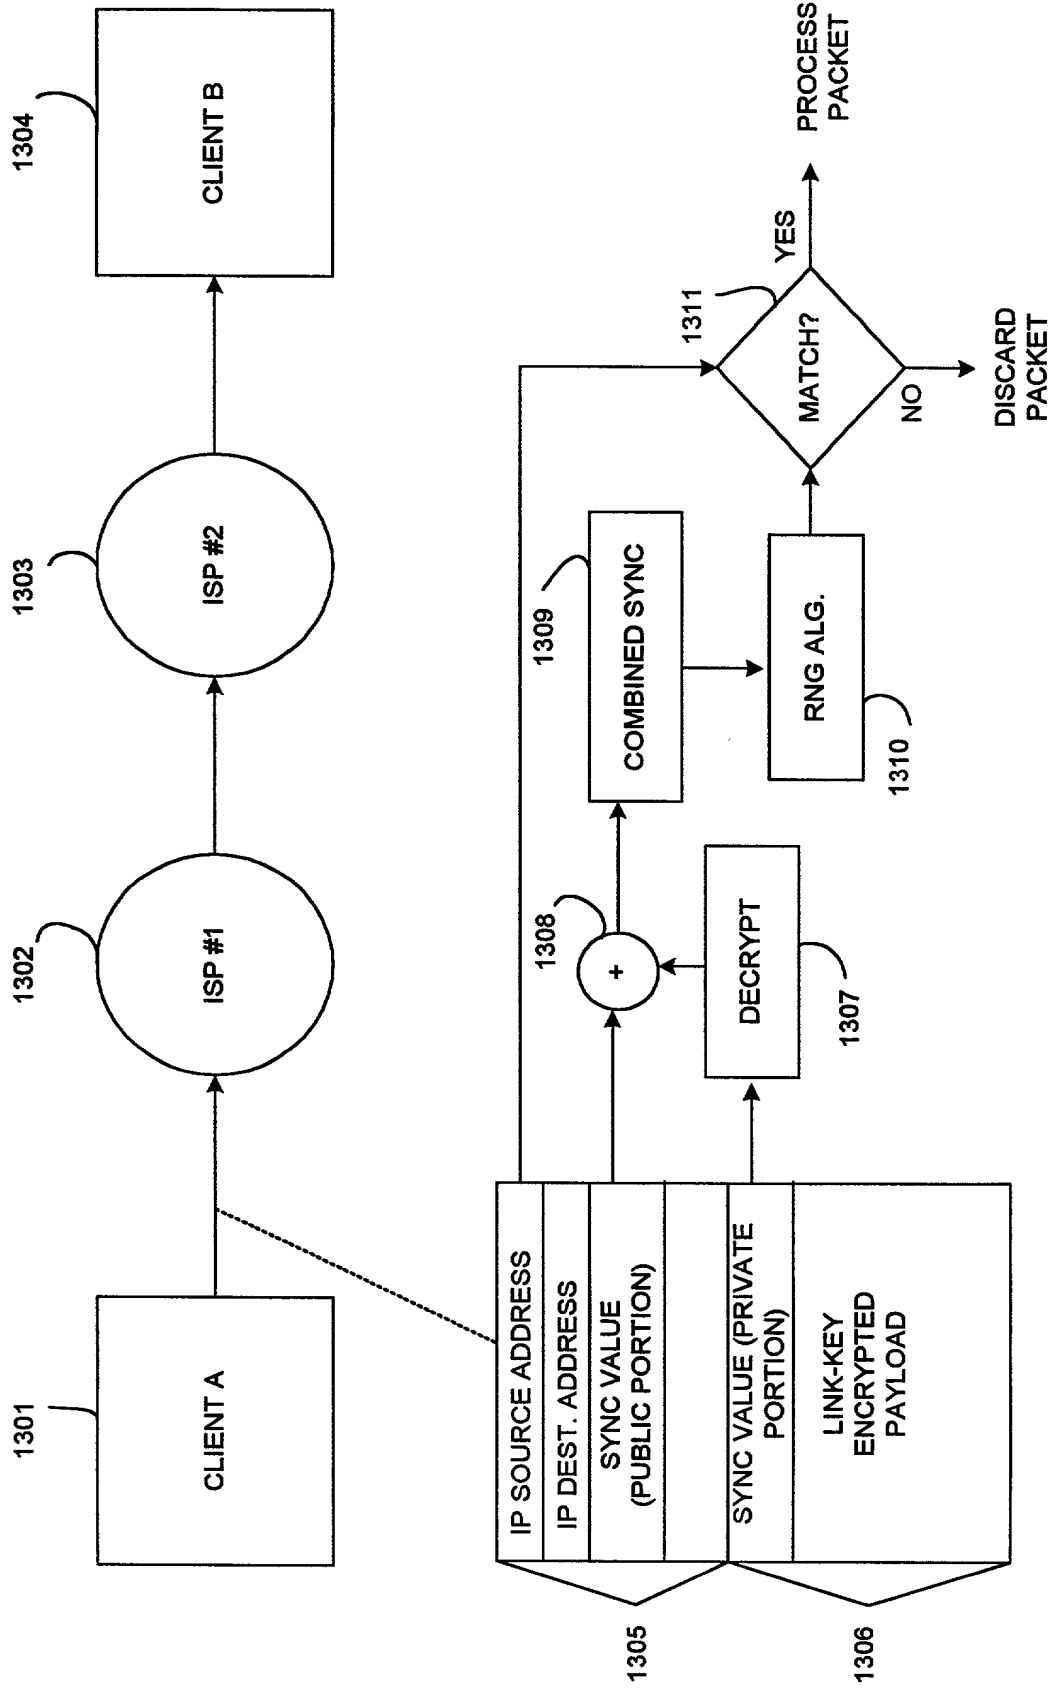 1301
CLIENT A
1302
ISP #1
1303
ISP #2
1304
CLIENT B
1305
IP SOURCE ADDRESS
IP DEST. ADDRESS
SYNC VALUE
(PUBLIC PORTION)
1306
SYNC VALUE (PRIVATE
PORTION)
LINK-KEY
ENCRYPTED
PAYLOAD
1308
+
DECRYPT
1307
1309
COMBINED SYNC
RNG ALG.
1310
1311
MATCH?
YES
PROCESS
PACKET
NO
DISCARD
PACKET